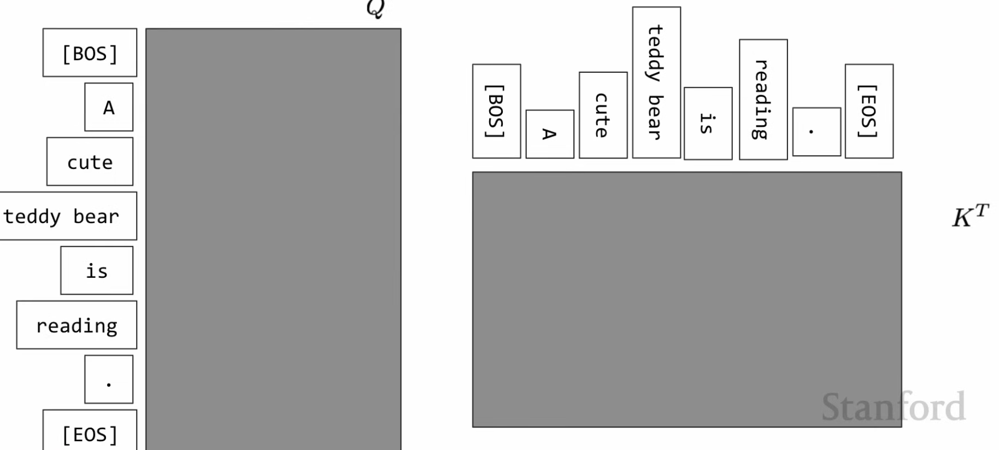 Q
[BOS]
A
cute
teddy bear
is
reading
.
[EOS]
[BOS]
A
cute
teddy bear
is
reading
.
[EOS]
K^T
Stanford